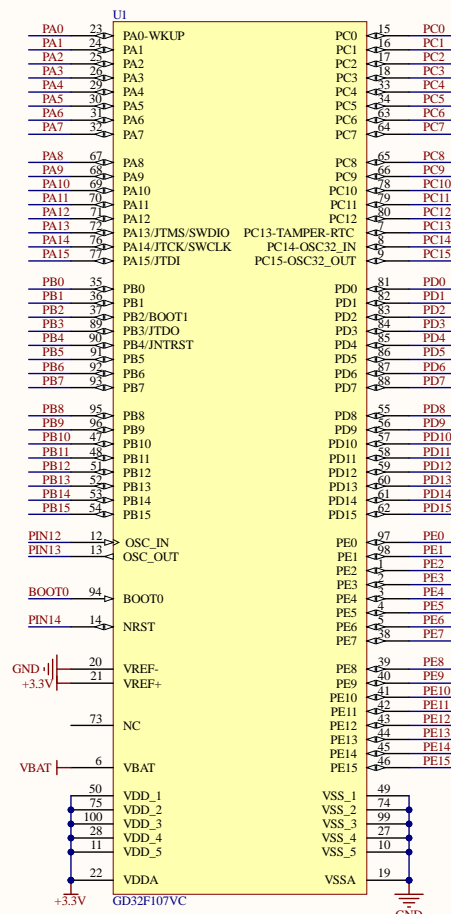 U1
PA0 23 PA0-WKUP PC0 15 PC0
PA1 24 PA1 PC1 16 PC1
PA2 25 PA2 PC2 17 PC2
PA3 26 PA3 PC3 18 PC3
PA4 29 PA4 PC4 33 PC4
PA5 30 PA5 PC5 34 PC5
PA6 31 PA6 PC6 63 PC6
PA7 32 PA7 PC7 64 PC7
PA8 67 PA8 PC8 65 PC8
PA9 68 PA9 PC9 66 PC9
PA10 69 PA10 PC10 78 PC10
PA11 70 PA11 PC11 79 PC11
PA12 71 PA12 PC12 80 PC12
PA13 72 PA13/JTMS/SWDIO PC13-TAMPER-RTC 7 PC13
PA14 76 PA14/JTCK/SWCLK PC14-OSC32_IN 8 PC14
PA15 77 PA15/JTDI PC15-OSC32_OUT 9 PC15
PB0 35 PB0 PD0 81 PD0
PB1 36 PB1 PD1 82 PD1
PB2 37 PB2/BOOT1 PD2 83 PD2
PB3 89 PB3/JTDO PD3 84 PD3
PB4 90 PB4/JNTRST PD4 85 PD4
PB5 91 PB5 PD5 86 PD5
PB6 92 PB6 PD6 87 PD6
PB7 93 PB7 PD7 88 PD7
PB8 95 PB8 PD8 55 PD8
PB9 96 PB9 PD9 56 PD9
PB10 47 PB10 PD10 57 PD10
PB11 48 PB11 PD11 58 PD11
PB12 51 PB12 PD12 59 PD12
PB13 52 PB13 PD13 60 PD13
PB14 53 PB14 PD14 61 PD14
PB15 54 PB15 PD15 62 PD15
PIN12 12 OSC_IN PE0 97 PE0
PIN13 13 OSC_OUT PE1 98 PE1
PE2 1 PE2
PE3 2 PE3
BOOT0 94 BOOT0 PE4 3 PE4
PE5 4 PE5
PIN14 14 NRST PE6 5 PE6
PE7 38 PE7
GND 20 VREF- PE8 39 PE8
+3.3V 21 VREF+ PE9 40 PE9
PE10 41 PE10
PE11 42 PE11
73 NC PE12 43 PE12
PE13 44 PE13
PE14 45 PE14
VBAT 6 VBAT PE15 46 PE15
50 VDD_1 VSS_1 49
75 VDD_2 VSS_2 74
100 VDD_3 VSS_3 99
28 VDD_4 VSS_4 27
11 VDD_5 VSS_5 10
22 VDDA VSSA 19
+3.3V GD32F107VC GND